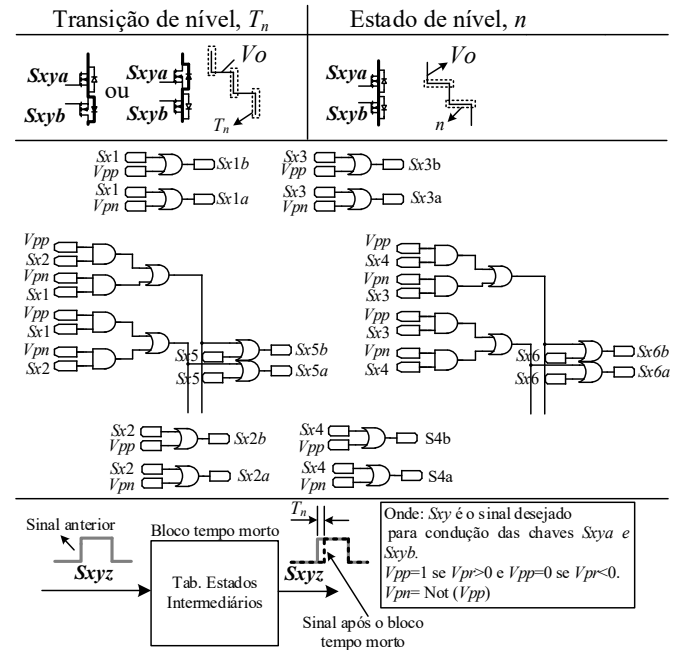 Transição de nível, Tn
Estado de nível, n
Sxya
Sxyb
ou
Sxya
Sxyb
Vo
Tn
Sxya
Sxyb
Vo
n
Sx1
Vpp
Sx1b
Sx3
Vpp
Sx3b
Sx1
Vpn
Sx1a
Sx3
Vpn
Sx3a
Vpp
Sx2
Vpn
Sx1
Vpp
Sx1
Vpn
Sx2
Sx5
Sx5b
Sx5
Sx5a
Vpp
Sx4
Vpn
Sx3
Vpp
Sx3
Vpn
Sx4
Sx6
Sx6b
Sx6
Sx6a
Sx2
Vpp
Sx2b
Sx4
Vpp
S4b
Sx2
Vpn
Sx2a
Sx4
Vpn
S4a
Sinal anterior
Sxyz
Bloco tempo morto
Tab. Estados
Intermediários
Tn
Sxyz
Sinal após o bloco
tempo morto
Onde: Sxy é o sinal desejado
para condução das chaves Sxya e
Sxyb.
Vpp=1 se Vpr>0 e Vpp=0 se Vpr<0.
Vpn= Not (Vpp)